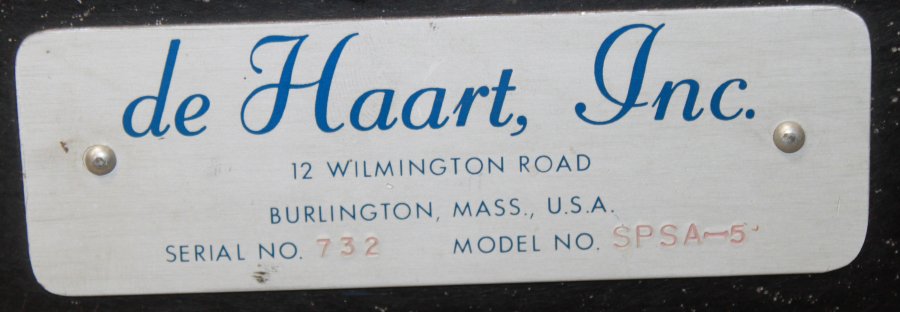 de Haart, Inc.
12 WILMINGTON ROAD
BURLINGTON, MASS., U.S.A.
SERIAL NO. 732 MODEL NO. SPSA-5